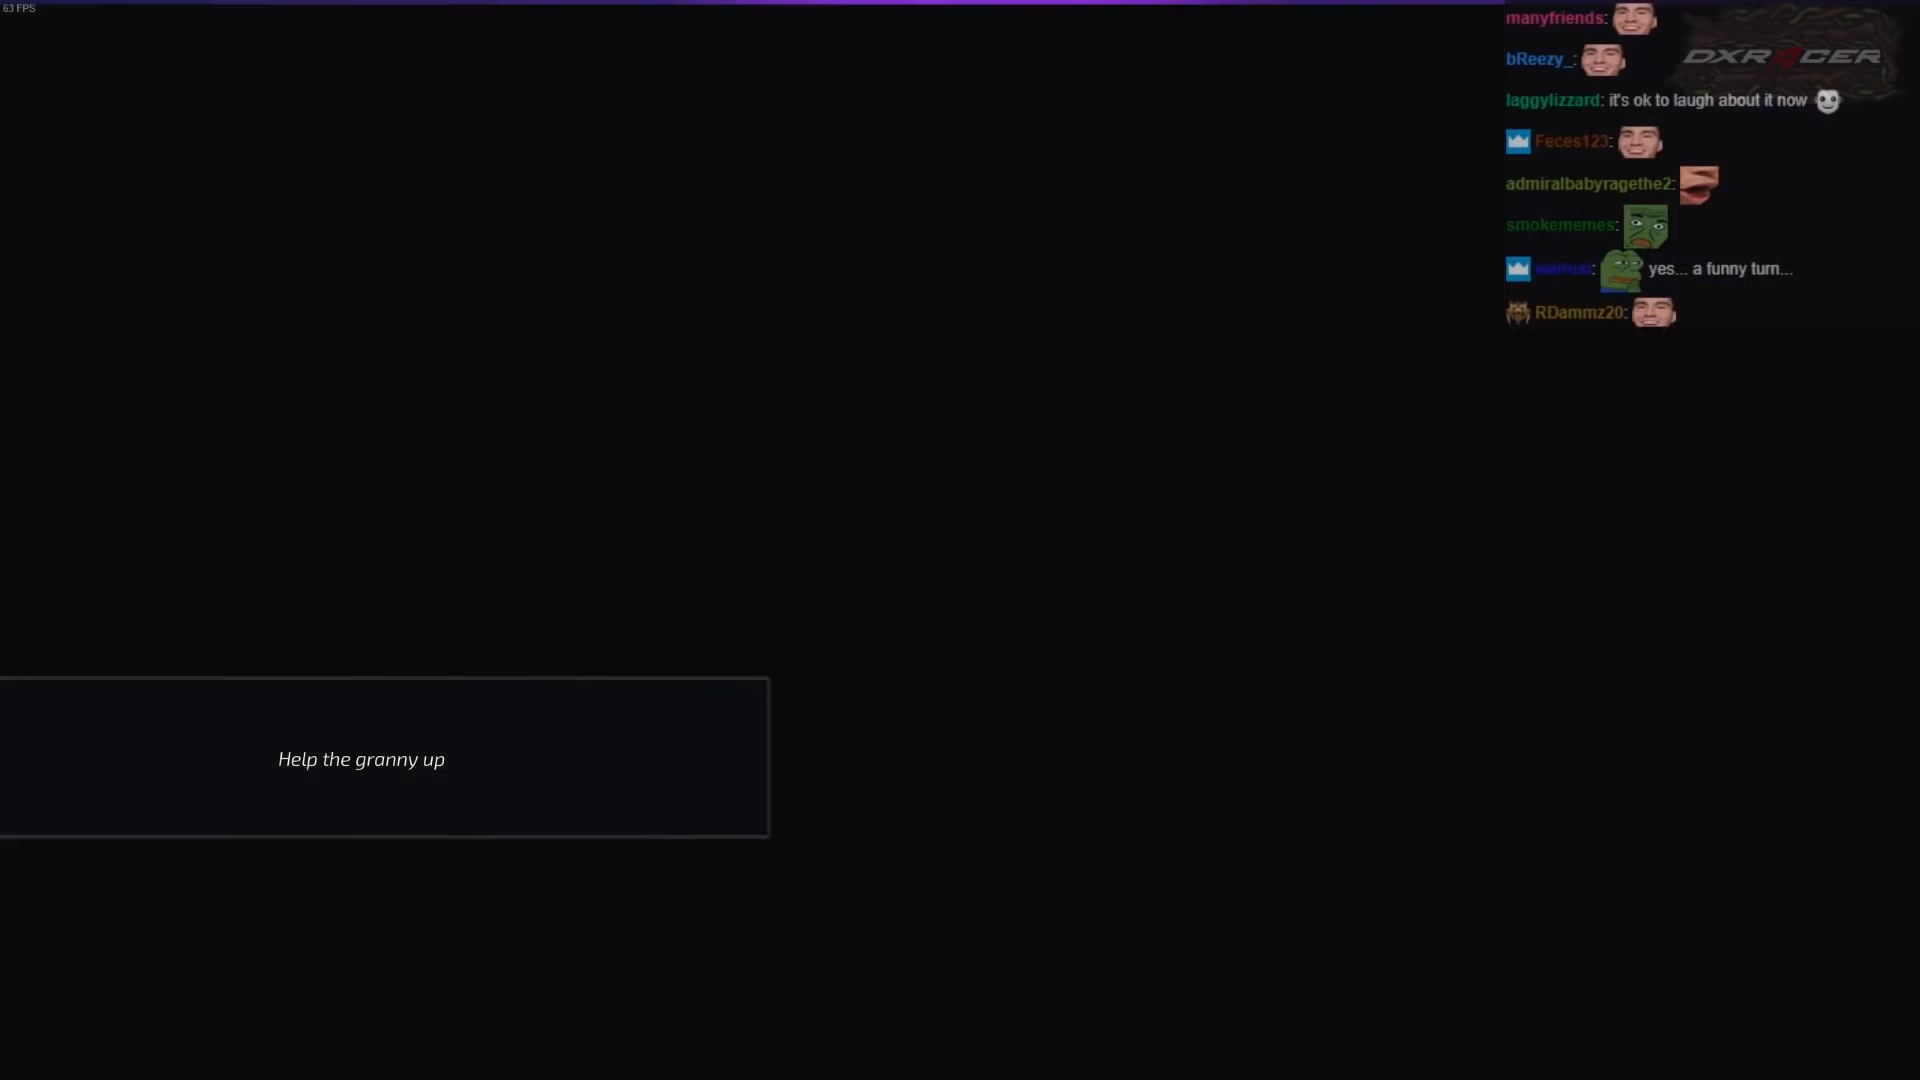 63 FPS
manyfriends:
DXRACER
bReezy_:
laggylizzard: it's ok to laugh about it now
Feces123:
admiralbabyragethe2:
smokememes:
walrusi: yes... a funny turn...
RDammz20:
Help the granny up